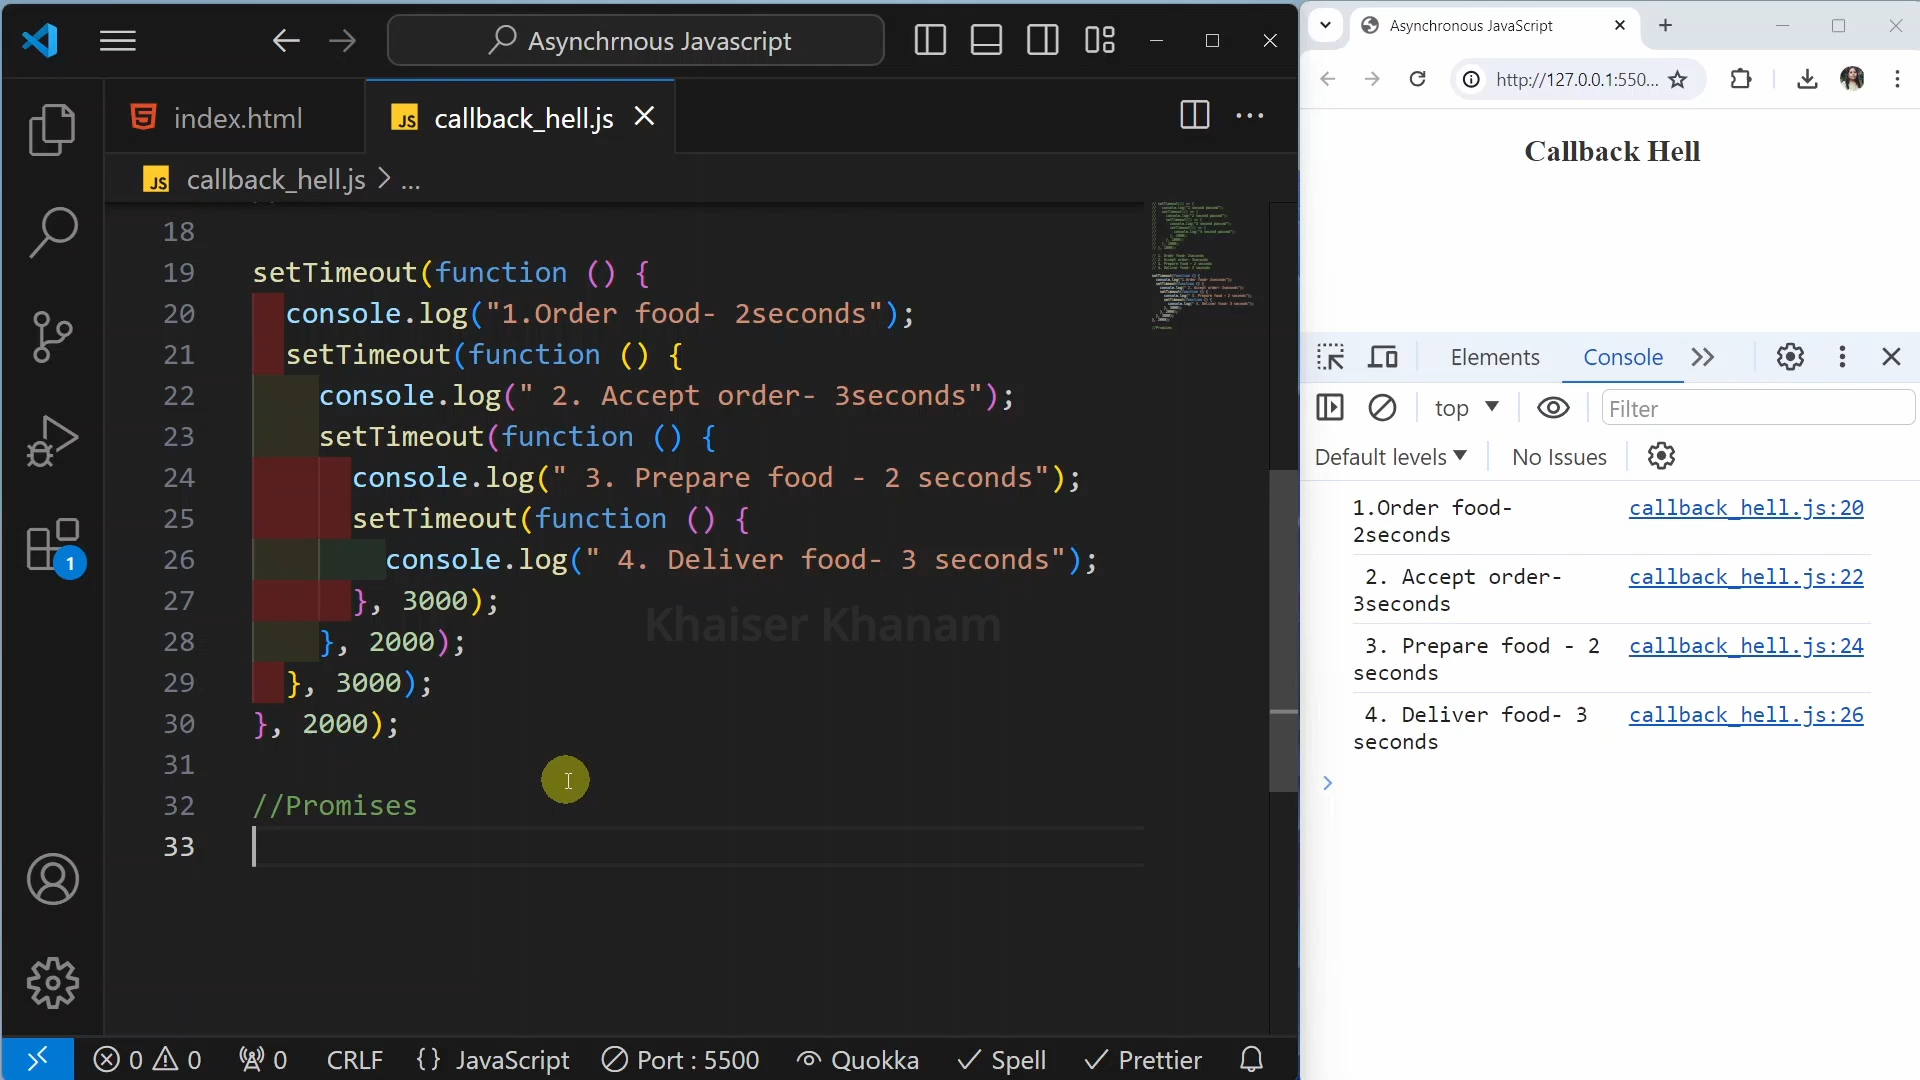 Asynchrnous Javascript
index.html
JS callback_hell.js
JS callback_hell.js > ...
18
19 setTimeout(function () {
20 console.log("1.Order food- 2seconds");
21 setTimeout(function () {
22 console.log(" 2. Accept order- 3seconds");
23 setTimeout(function () {
24 console.log(" 3. Prepare food - 2 seconds");
25 setTimeout(function () {
26 console.log(" 4. Deliver food- 3 seconds");
27 }, 3000);
28 }, 2000);
29 }, 3000);
30 }, 2000);
31
32 //Promises
33
Khaiser Khanam
1
0 0 0 CRLF {} JavaScript Port : 5500 Quokka Spell Prettier
Asynchronous JavaScript
http://127.0.0.1:550...
Callback Hell
Elements Console
top Filter
Default levels No Issues
1.Order food- callback_hell.js:20
2seconds
2. Accept order- callback_hell.js:22
3seconds
3. Prepare food - 2 callback_hell.js:24
seconds
4. Deliver food- 3 callback_hell.js:26
seconds